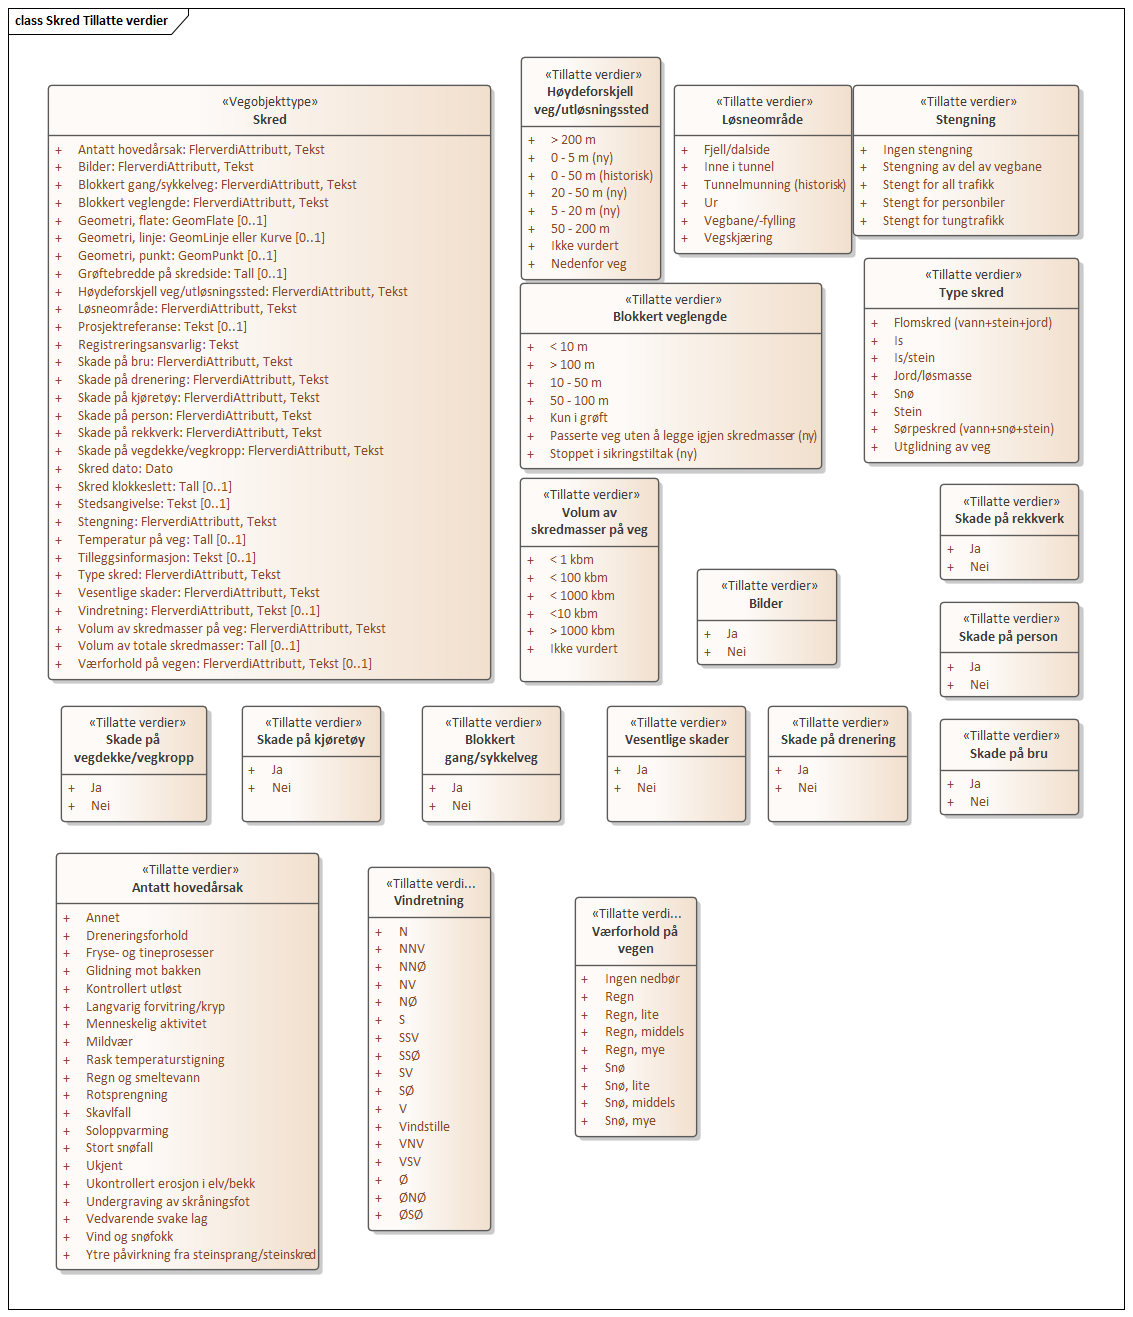 class Skred Tillatte verdier
«Vegobjekttype»
Skred
+ Antatt hovedårsak: FlerverdiAttributt, Tekst
+ Bilder: FlerverdiAttributt, Tekst
+ Blokkert gang/sykkelveg: FlerverdiAttributt, Tekst
+ Blokkert veglengde: FlerverdiAttributt, Tekst
+ Geometri, flate: GeomFlate [0..1]
+ Geometri, linje: GeomLinje eller Kurve [0..1]
+ Geometri, punkt: GeomPunkt [0..1]
+ Grøftebredde på skredside: Tall [0..1]
+ Høydeforskjell veg/utløsningssted: FlerverdiAttributt, Tekst
+ Løsneområde: FlerverdiAttributt, Tekst
+ Prosjektreferanse: Tekst [0..1]
+ Registreringsansvarlig: Tekst
+ Skade på bru: FlerverdiAttributt, Tekst
+ Skade på drenering: FlerverdiAttributt, Tekst
+ Skade på kjøretøy: FlerverdiAttributt, Tekst
+ Skade på person: FlerverdiAttributt, Tekst
+ Skade på rekkverk: FlerverdiAttributt, Tekst
+ Skade på vegdekke/vegkropp: FlerverdiAttributt, Tekst
+ Skred dato: Dato
+ Skred klokkeslett: Tall [0..1]
+ Stedsangivelse: Tekst [0..1]
+ Stengning: FlerverdiAttributt, Tekst
+ Temperatur på veg: Tall [0..1]
+ Tilleggsinformasjon: Tekst [0..1]
+ Type skred: FlerverdiAttributt, Tekst
+ Vesentlige skader: FlerverdiAttributt, Tekst
+ Vindretning: FlerverdiAttributt, Tekst [0..1]
+ Volum av skredmasser på veg: FlerverdiAttributt, Tekst
+ Volum av totale skredmasser: Tall [0..1]
+ Værforhold på vegen: FlerverdiAttributt, Tekst [0..1]
«Tillatte verdier»
Høydeforskjell
veg/utløsningssted
+ > 200 m
+ 0 - 5 m (ny)
+ 0 - 50 m (historisk)
+ 20 - 50 m (ny)
+ 5 - 20 m (ny)
+ 50 - 200 m
+ Ikke vurdert
+ Nedenfor veg
«Tillatte verdier»
Løsneområde
+ Fjell/dalside
+ Inne i tunnel
+ Tunnelmunning (historisk)
+ Ur
+ Vegbane/-fylling
+ Vegskjæring
«Tillatte verdier»
Stengning
+ Ingen stengning
+ Stengning av del av vegbane
+ Stengt for all trafikk
+ Stengt for personbiler
+ Stengt for tungtrafikk
«Tillatte verdier»
Type skred
+ Flomskred (vann+stein+jord)
+ Is
+ Is/stein
+ Jord/løsmasse
+ Snø
+ Stein
+ Sørpeskred (vann+snø+stein)
+ Utglidning av veg
«Tillatte verdier»
Blokkert veglengde
+ < 10 m
+ > 100 m
+ 10 - 50 m
+ 50 - 100 m
+ Kun i grøft
+ Passerte veg uten å legge igjen skredmasser (ny)
+ Stoppet i sikringstiltak (ny)
«Tillatte verdier»
Volum av
skredmasser på veg
+ < 1 kbm
+ < 100 kbm
+ < 1000 kbm
+ <10 kbm
+ > 1000 kbm
+ Ikke vurdert
«Tillatte verdier»
Bilder
+ Ja
+ Nei
«Tillatte verdier»
Skade på rekkverk
+ Ja
+ Nei
«Tillatte verdier»
Skade på person
+ Ja
+ Nei
«Tillatte verdier»
Skade på
vegdekke/vegkropp
+ Ja
+ Nei
«Tillatte verdier»
Skade på kjøretøy
+ Ja
+ Nei
«Tillatte verdier»
Blokkert
gang/sykkelveg
+ Ja
+ Nei
«Tillatte verdier»
Vesentlige skader
+ Ja
+ Nei
«Tillatte verdier»
Skade på drenering
+ Ja
+ Nei
«Tillatte verdier»
Skade på bru
+ Ja
+ Nei
«Tillatte verdier»
Antatt hovedårsak
+ Annet
+ Dreneringsforhold
+ Fryse- og tineprosesser
+ Glidning mot bakken
+ Kontrollert utløst
+ Langvarig forvitring/kryp
+ Menneskelig aktivitet
+ Mildvær
+ Rask temperaturstigning
+ Regn og smeltevann
+ Rotsprengning
+ Skavlfall
+ Soloppvarming
+ Stort snøfall
+ Ukjent
+ Ukontrollert erosjon i elv/bekk
+ Undergraving av skråningsfot
+ Vedvarende svake lag
+ Vind og snøfokk
+ Ytre påvirkning fra steinsprang/steinskred
«Tillatte verdi...
Vindretning
+ N
+ NNV
+ NNØ
+ NV
+ NØ
+ S
+ SSV
+ SSØ
+ SV
+ SØ
+ V
+ Vindstille
+ VNV
+ VSV
+ Ø
+ ØNØ
+ ØSØ
«Tillatte verdi...
Værforhold på
vegen
+ Ingen nedbør
+ Regn
+ Regn, lite
+ Regn, middels
+ Regn, mye
+ Snø
+ Snø, lite
+ Snø, middels
+ Snø, mye